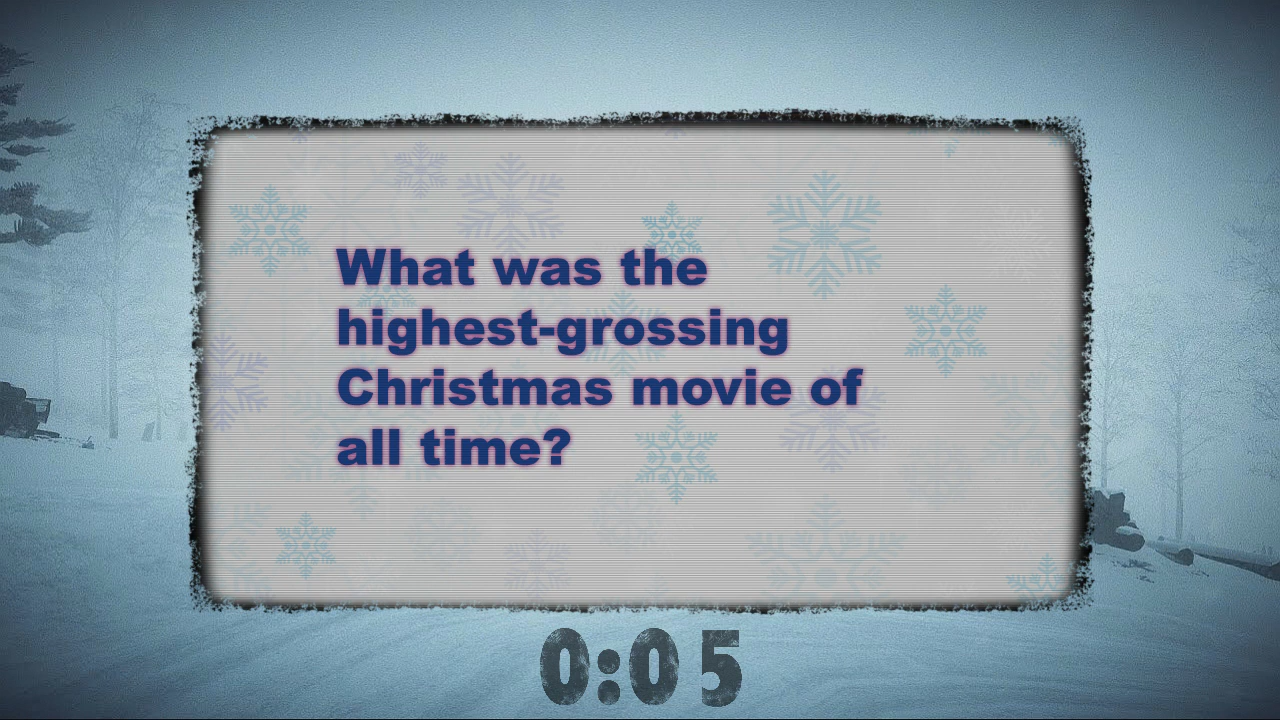 What was the
highest-grossing
Christmas movie of
all time?
0:05